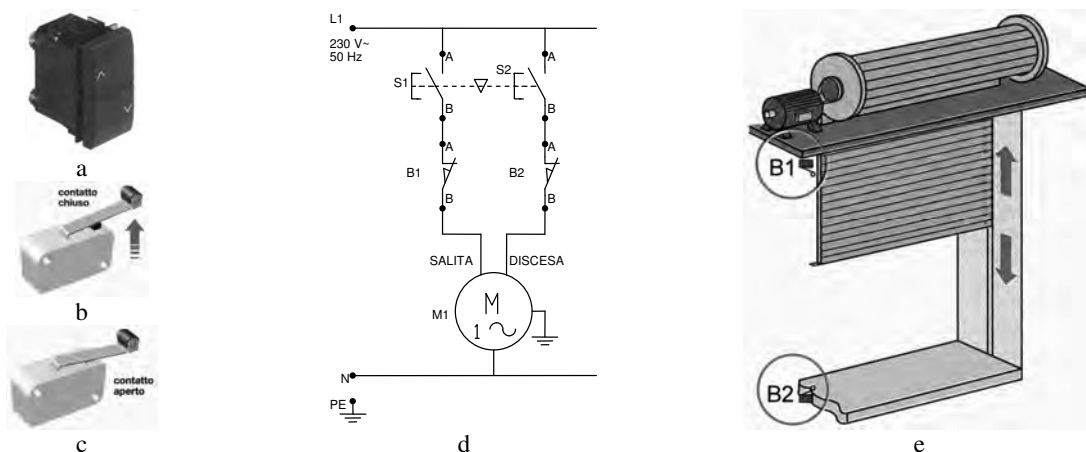 a
contatto
chiuso
b
contatto
aperto
c
L1
230 V~
50 Hz
A
A
S1
S2
B
B
A
A
B1
B2
B
B
SALITA
DISCESA
M1
M
1
N
PE
d
B1
B2
e